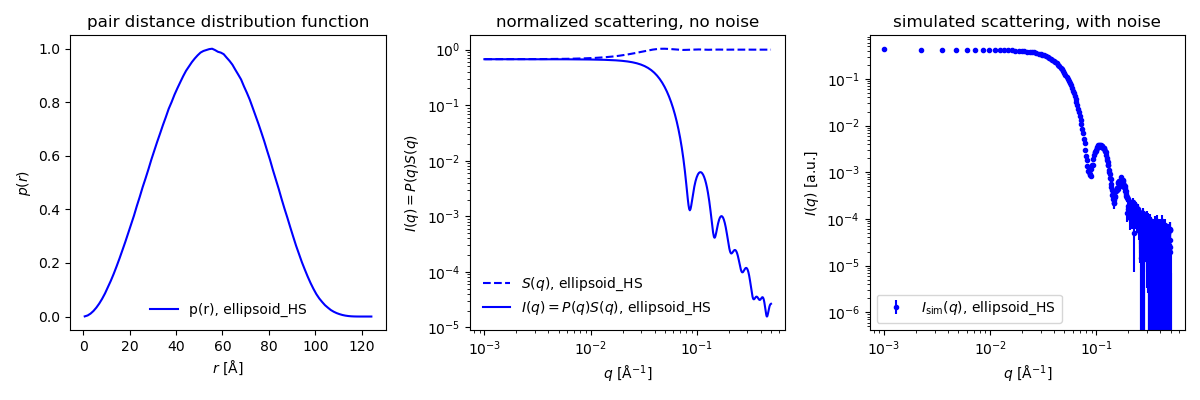 pair distance distribution function
p(r)
1.0
0.8
0.6
0.4
0.2
0.0
p(r), ellipsoid_HS
0 20 40 60 80 100 120
r [Å]
normalized scattering, no noise
I(q) = P(q)S(q)
10⁰
10⁻¹
10⁻²
10⁻³
10⁻⁴
10⁻⁵
S(q), ellipsoid_HS
I(q) = P(q)S(q), ellipsoid_HS
10⁻³ 10⁻² 10⁻¹
q [Å⁻¹]
simulated scattering, with noise
I(q) [a.u.]
10⁻¹
10⁻²
10⁻³
10⁻⁴
10⁻⁵
10⁻⁶
I_sim(q), ellipsoid_HS
10⁻³ 10⁻² 10⁻¹
q [Å⁻¹]